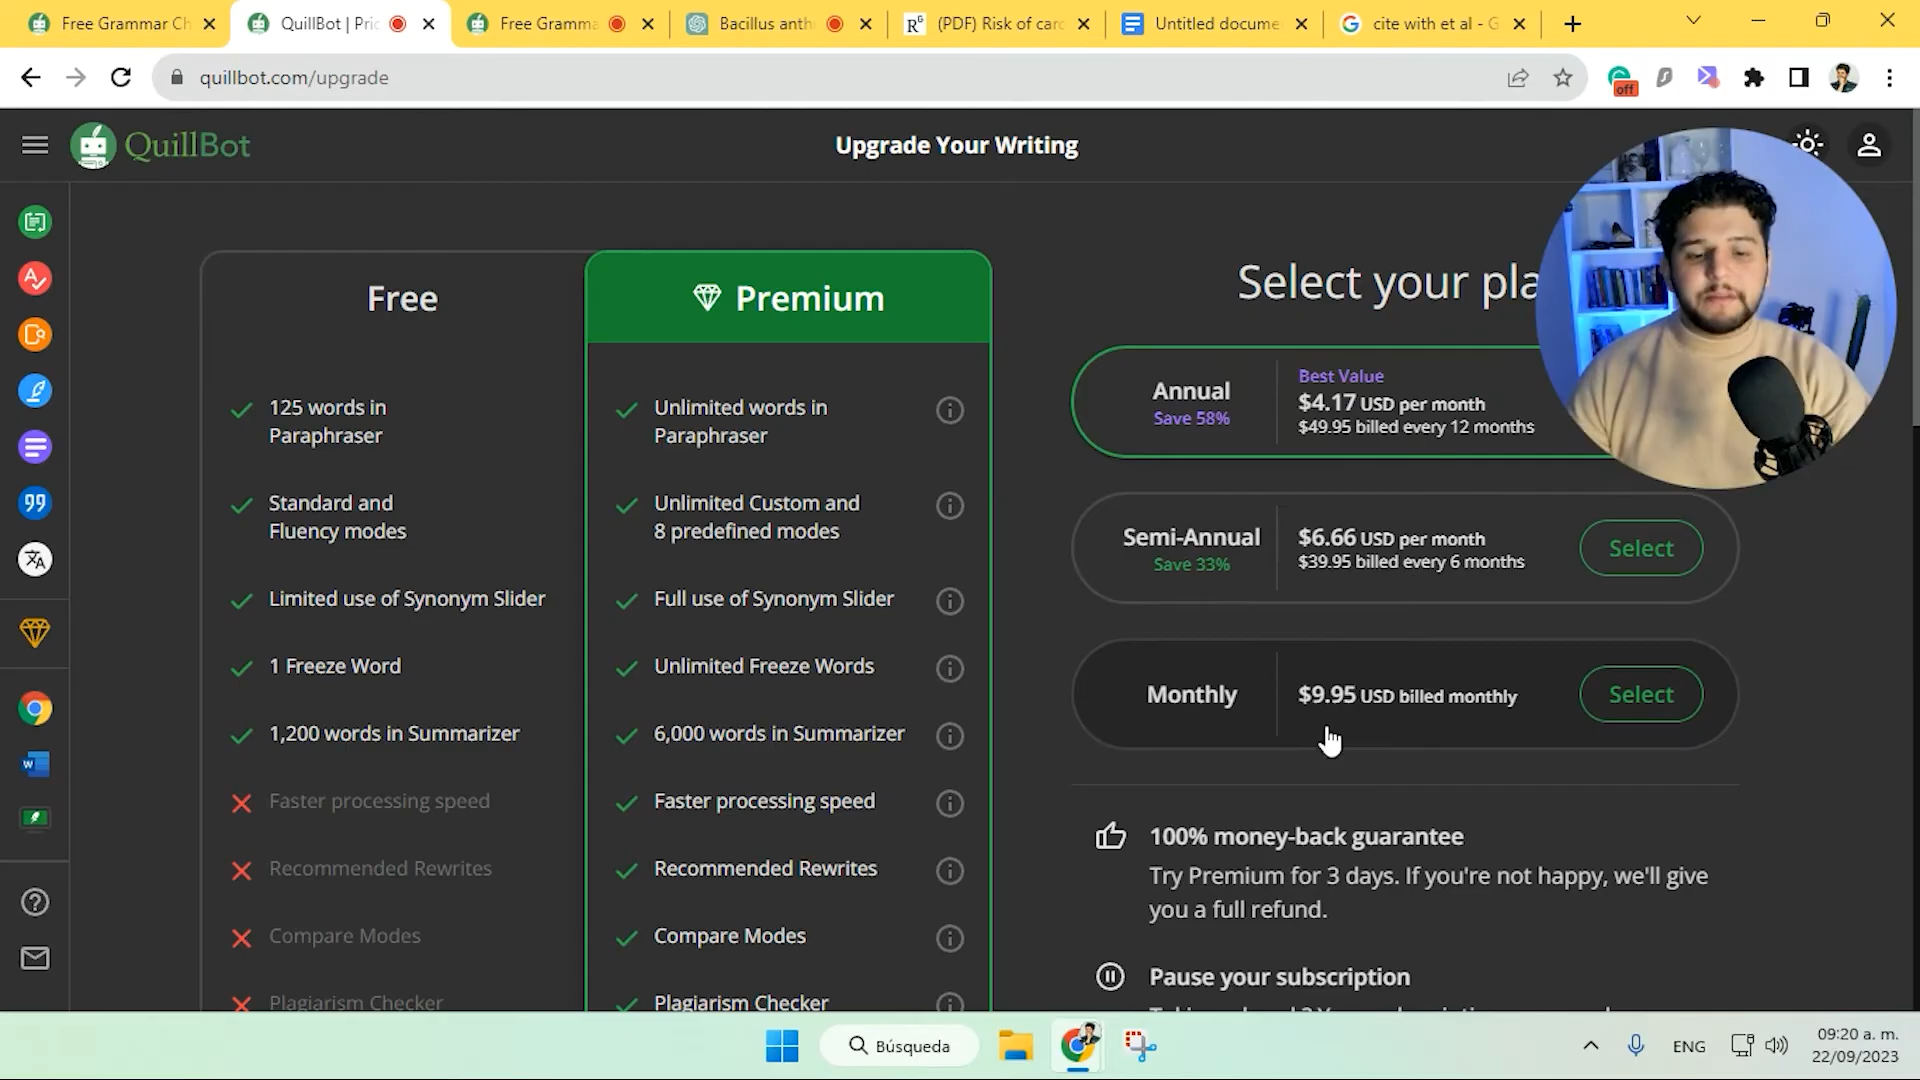 Free Grammar Ch
QuillBot | Pric
Free Gramma
Bacillus anth
(PDF) Risk of card
Untitled docume
cite with et al - G
quillbot.com/upgrade
off
QuillBot
Upgrade Your Writing
Free
Premium
Select your pla
125 words in
Paraphraser
Unlimited words in
Paraphraser
Annual
Save 58%
Best Value
$4.17 USD per month
$49.95 billed every 12 months
Standard and
Fluency modes
Unlimited Custom and
8 predefined modes
Semi-Annual
Save 33%
$6.66 USD per month
$39.95 billed every 6 months
Select
Limited use of Synonym Slider
Full use of Synonym Slider
1 Freeze Word
Unlimited Freeze Words
Monthly
$9.95 USD billed monthly
Select
1,200 words in Summarizer
6,000 words in Summarizer
Faster processing speed
Faster processing speed
100% money-back guarantee
Try Premium for 3 days. If you're not happy, we'll give
you a full refund.
Recommended Rewrites
Recommended Rewrites
Compare Modes
Compare Modes
Pause your subscription
Plagiarism Checker
Plagiarism Checker
Búsqueda
ENG
09:20 a. m.
22/09/2023